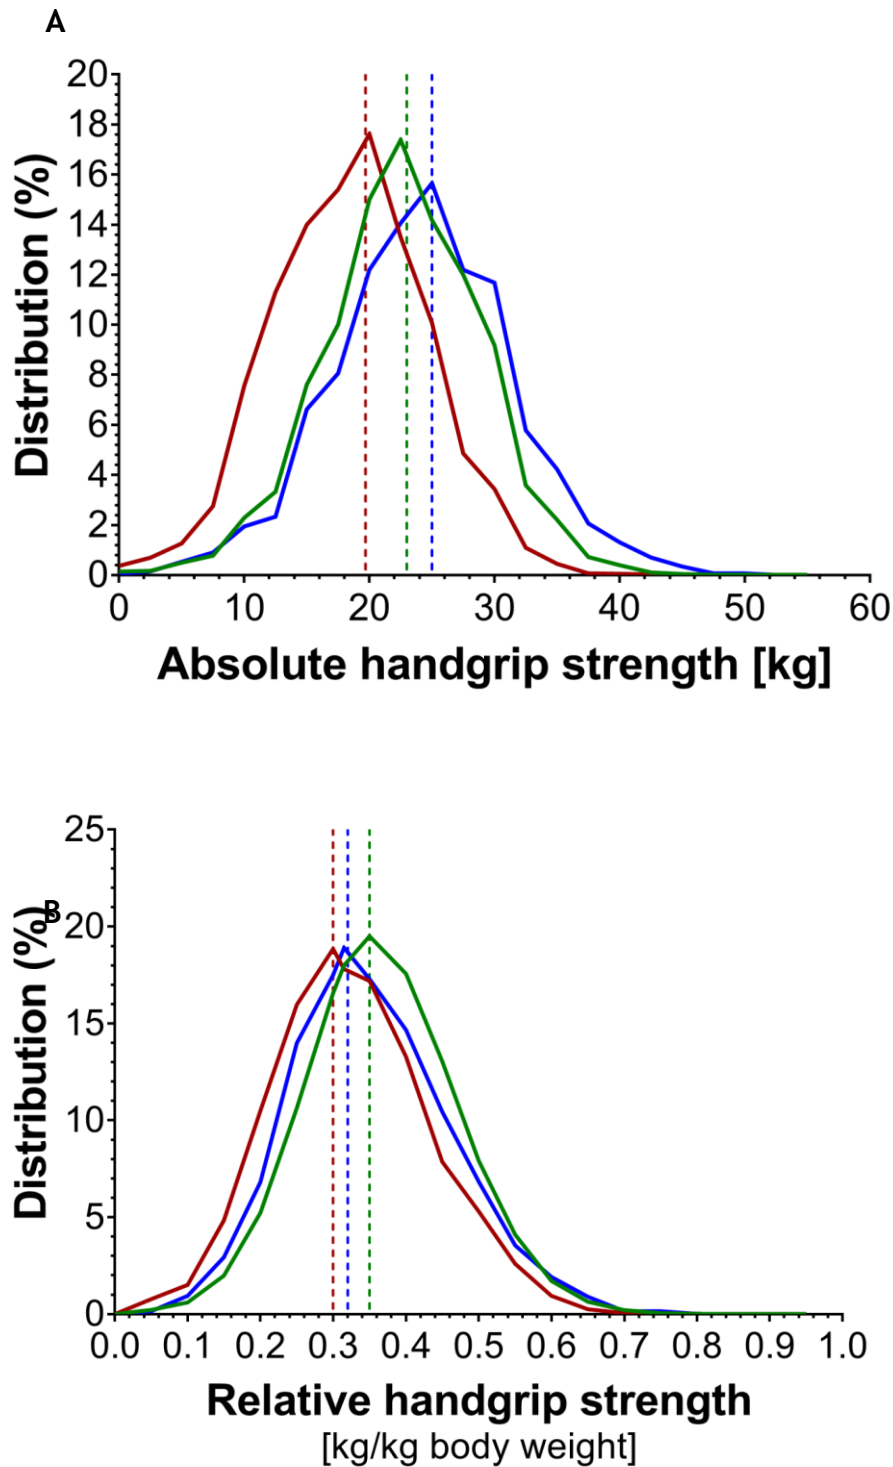 A
Distribution (%)
20
18
16
14
12
10
8
6
4
2
0
0 10 20 30 40 50 60
Absolute handgrip strength [kg]
B
Distribution (%)
25
20
15
10
5
0
0.0 0.1 0.2 0.3 0.4 0.5 0.6 0.7 0.8 0.9 1.0
Relative handgrip strength
[kg/kg body weight]